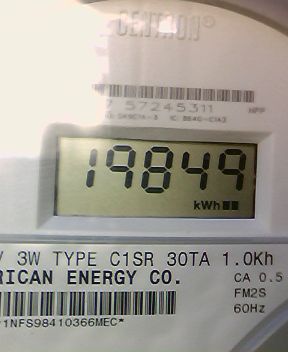 CENTRON®
57245311
19849
kWh
3W TYPE C1SR 30TA 1.0Kh
RICAN ENERGY CO.
CA 0.5
FM2S
60Hz
1NFS98410366MEC*